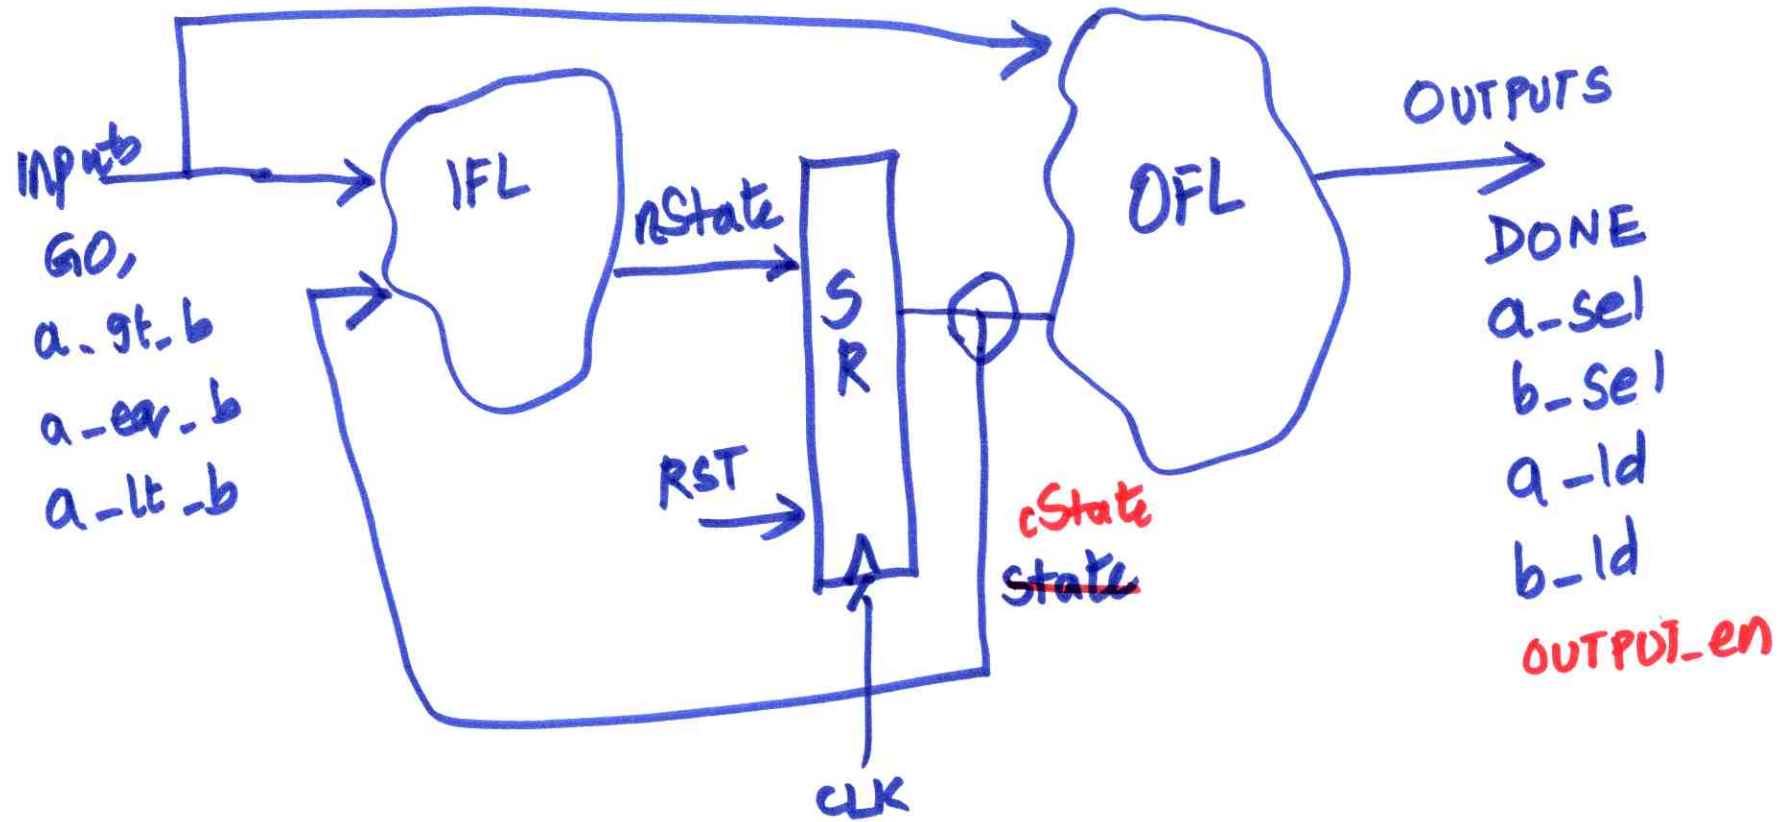 INPuts
GO,
a_gt_b
a_eq_b
a_lt_b
IFL
nState
S
R
RST
CLK
cState
state
OFL
OUTPUTS
DONE
a_sel
b_sel
a_ld
b_ld
OUTPUT_en